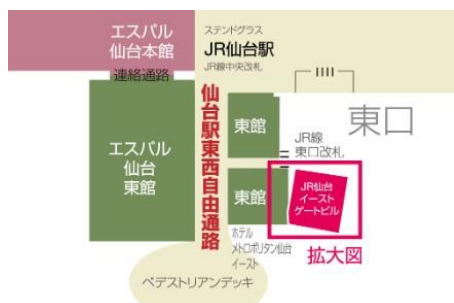 エスパル
仙台本館
連絡通路
ステンドグラス
JR仙台駅
JR線中央改札
仙台駅東西自由通路
エスパル
仙台
東館
東館
東館
JR線
東口改札
東口
JR仙台
イースト
ゲートビル
拡大図
ホテル
メトロポリタン仙台
イースト
ペデストリアンデッキ